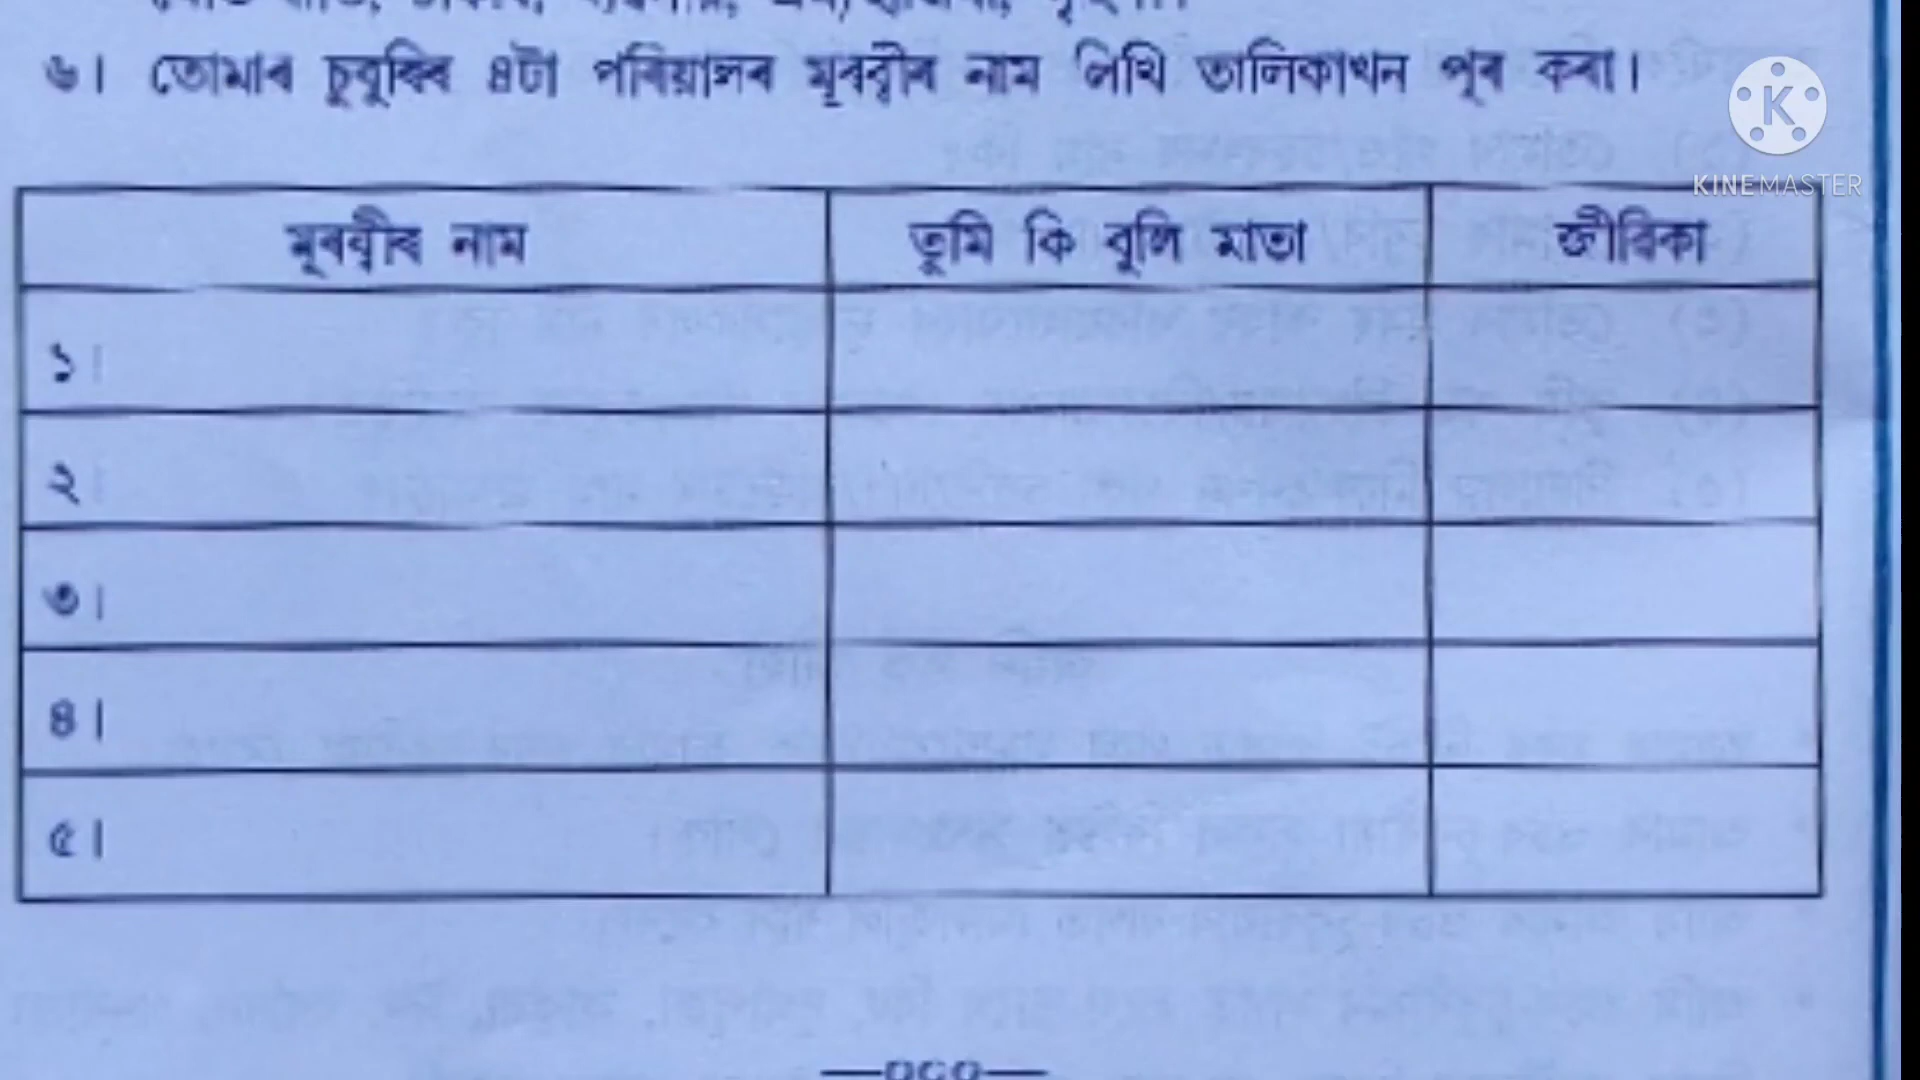 ৬। তোমাৰ চুবুৰিৰ ৪টা পৰিয়ালৰ মূৰব্বীৰ নাম লিখি তালিকাখন পূৰ কৰা।
KINEMASTER
মূৰব্বীৰ নাম তুমি কি বুলি মাতা জীৱিকা
১।
২।
৩।
৪।
৫।